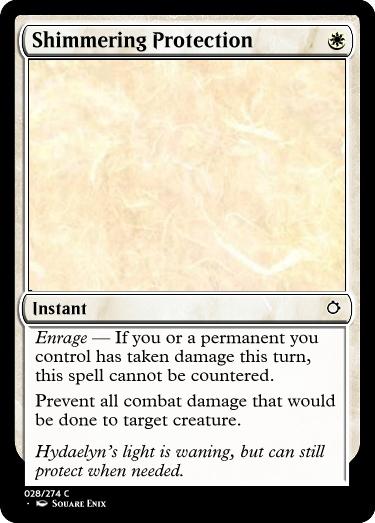 Shimmering Protection
Instant
Enrage — If you or a permanent you
control has taken damage this turn,
this spell cannot be countered.
Prevent all combat damage that would
be done to target creature.
Hydaelyn's light is waning, but can still
protect when needed.
028/274 C
· Square Enix